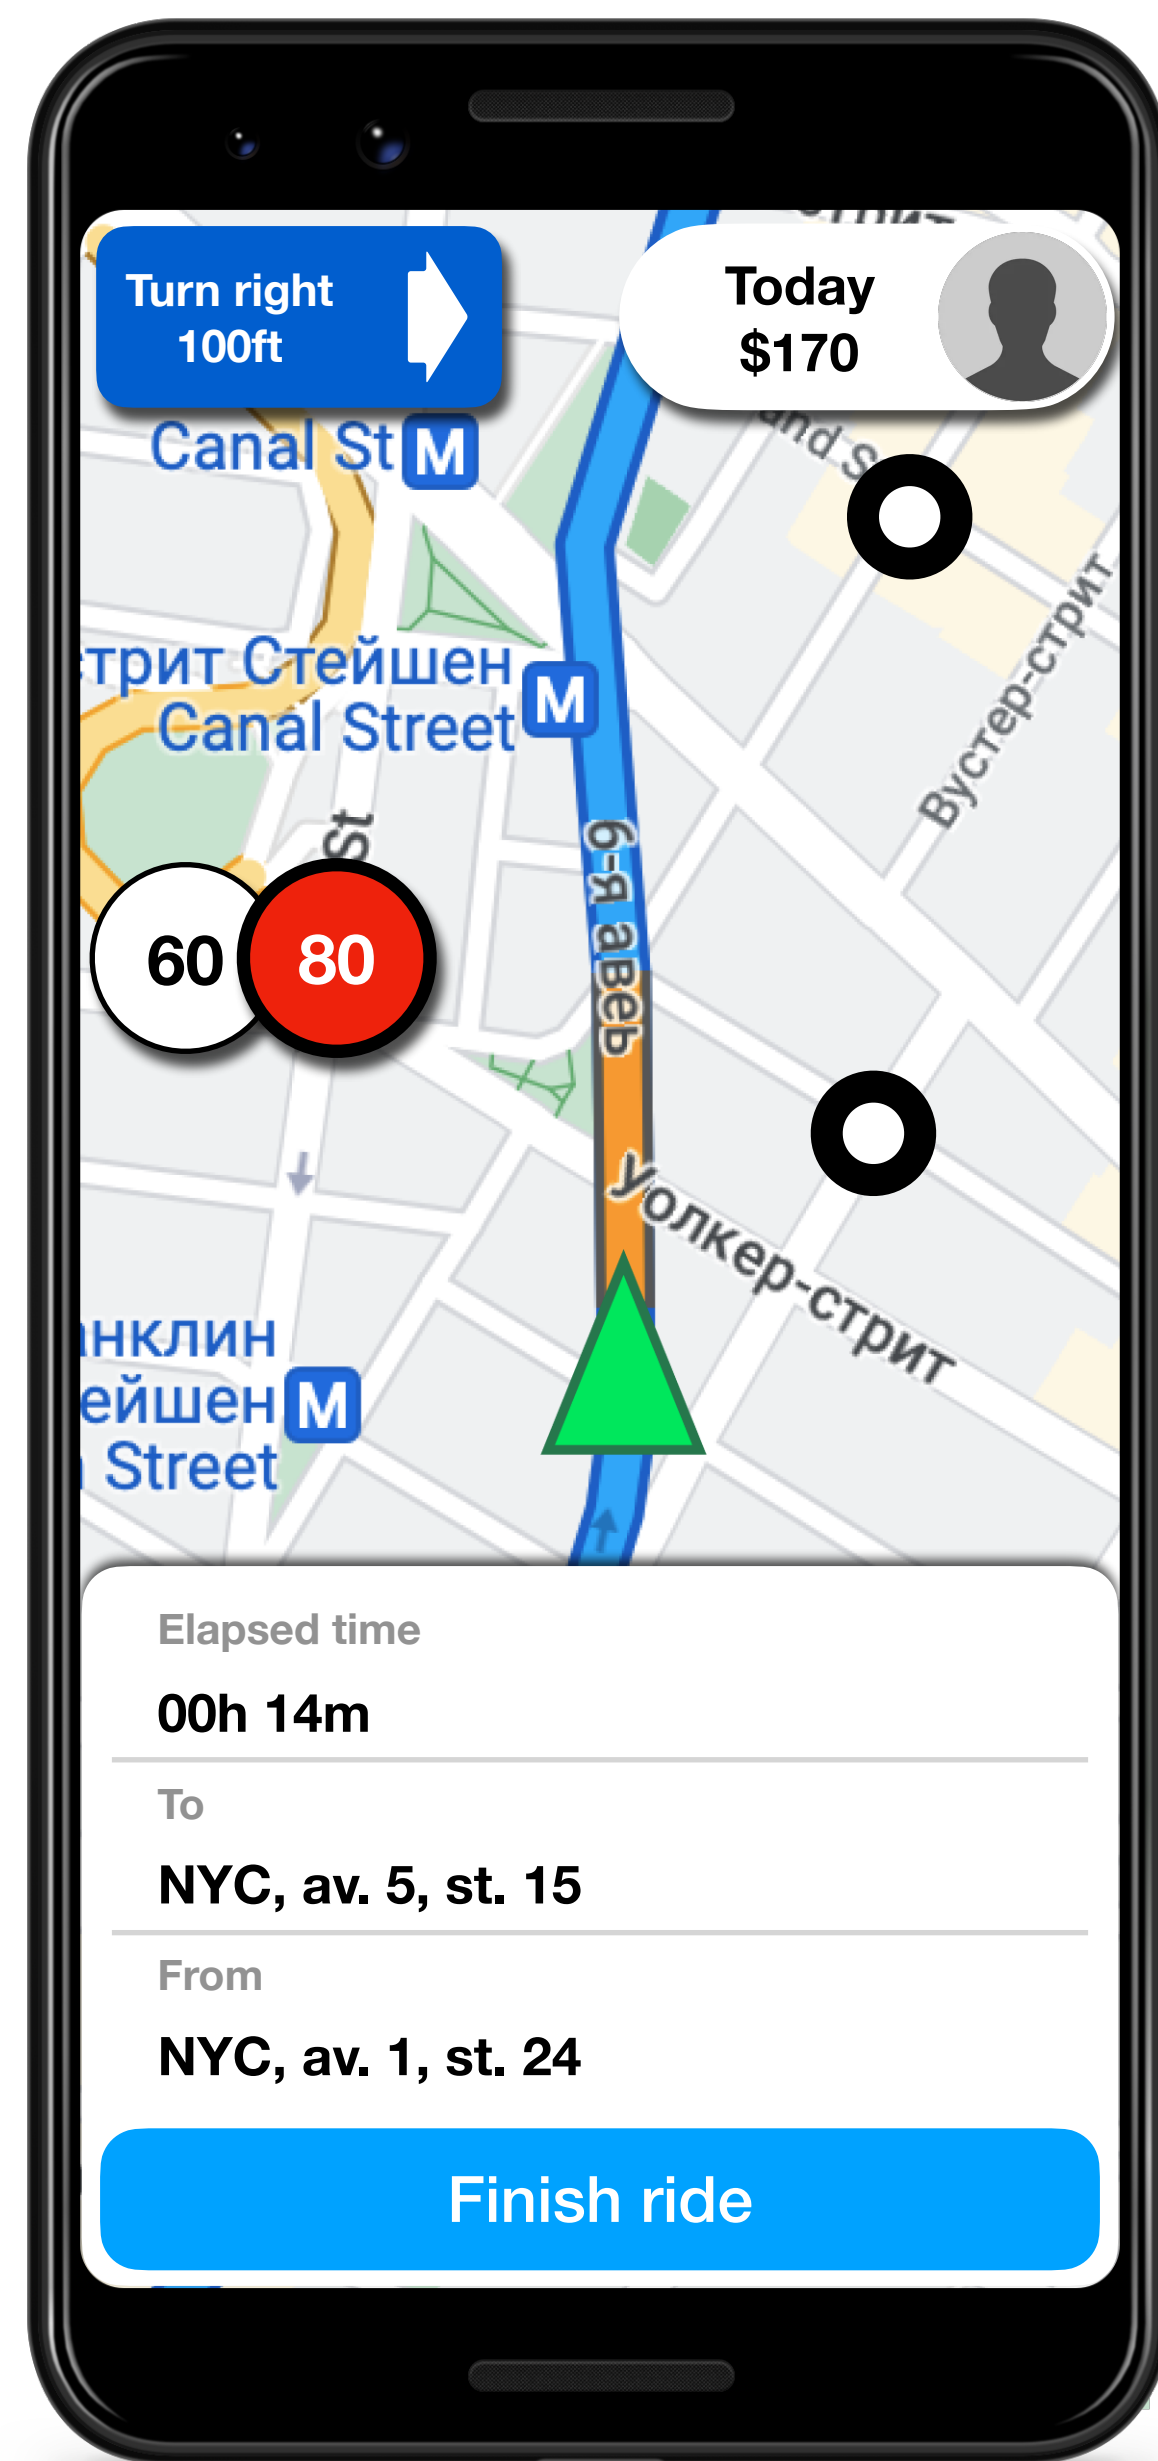 Turn right
100ft
Today
$170
Canal St M
трит Стейшен
Canal Street M
Вустер-стрит
St
6-я авеь
60
80
Уолкер-стрит
нклин
ейшен M
Street
Elapsed time
00h 14m
To
NYC, av. 5, st. 15
From
NYC, av. 1, st. 24
Finish ride